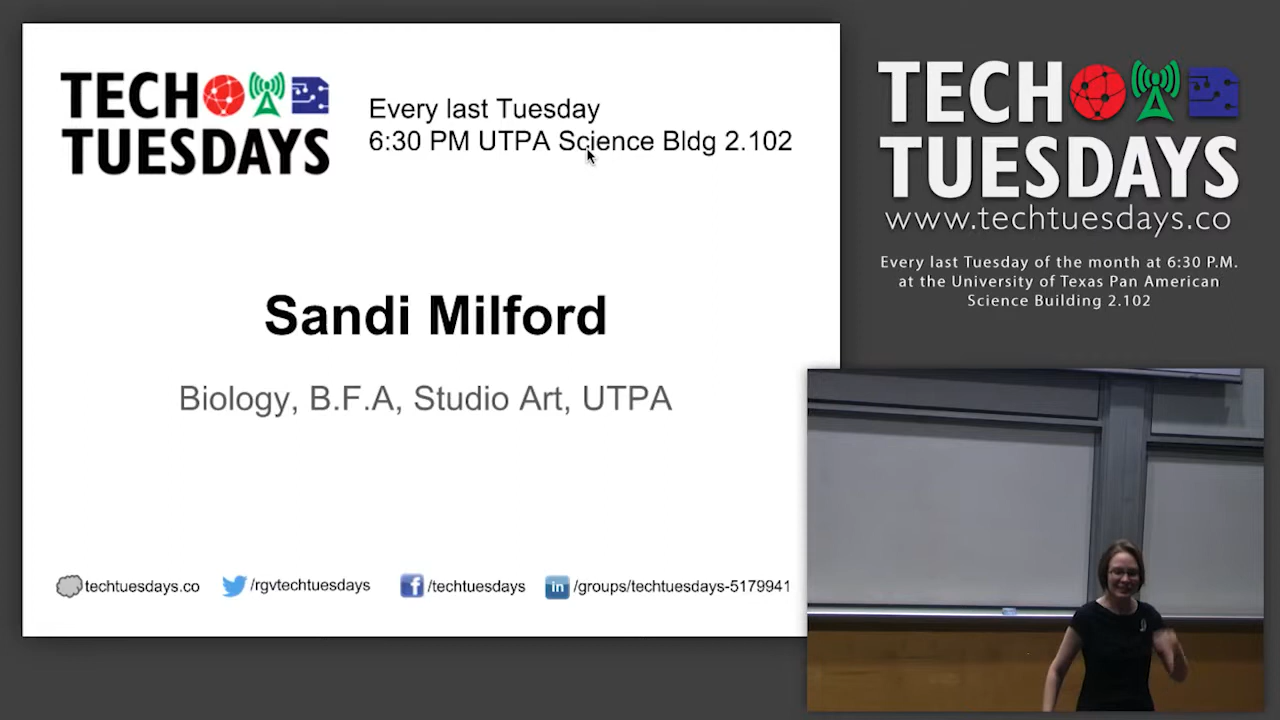 TECH
TUESDAYS
Every last Tuesday
6:30 PM UTPA Science Bldg 2.102
Sandi Milford
Biology, B.F.A, Studio Art, UTPA
techtuesdays.co
/rgvtechtuesdays
f /techtuesdays
in /groups/techtuesdays-5179941
TECH
TUESDAYS
www.techtuesdays.co
Every last Tuesday of the month at 6:30 P.M.
at the University of Texas Pan American
Science Building 2.102